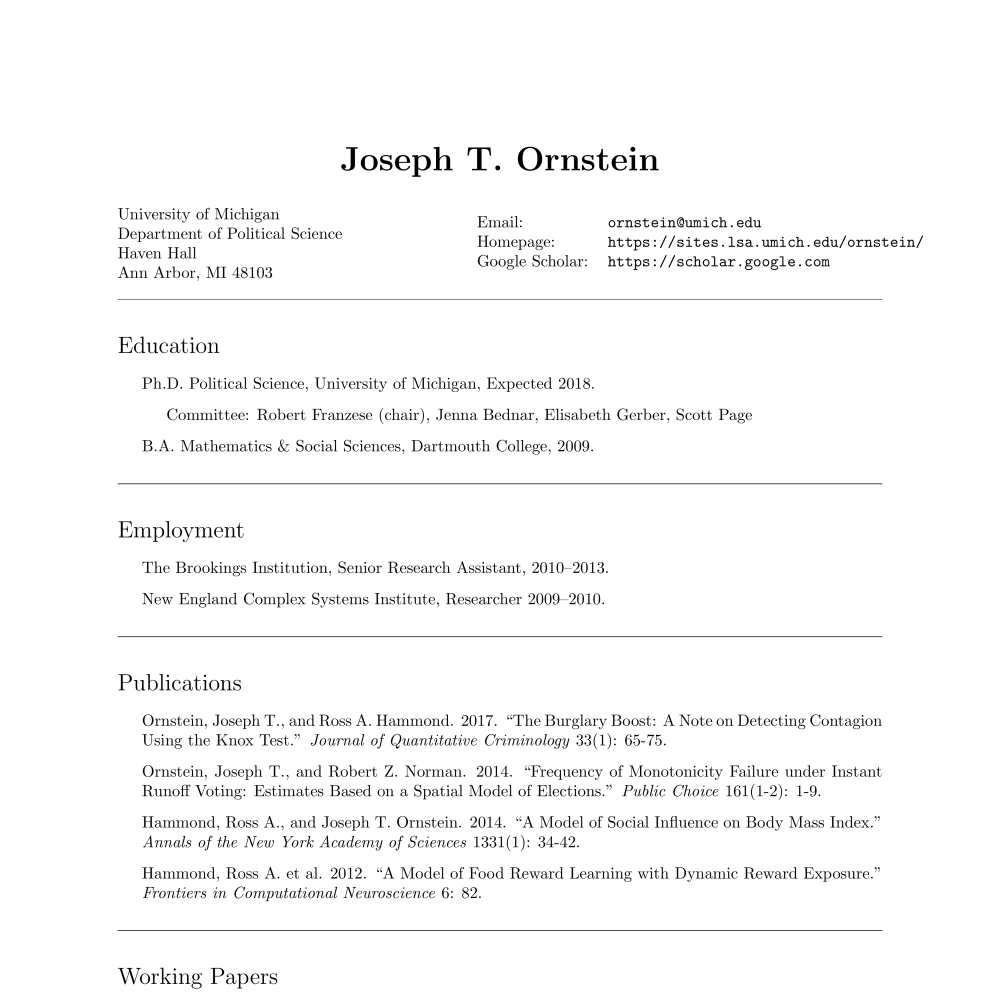 Joseph T. Ornstein
University of Michigan
Department of Political Science
Haven Hall
Ann Arbor, MI 48103
Email: ornstein@umich.edu
Homepage: https://sites.lsa.umich.edu/ornstein/
Google Scholar: https://scholar.google.com
Education
Ph.D. Political Science, University of Michigan, Expected 2018.
Committee: Robert Franzese (chair), Jenna Bednar, Elisabeth Gerber, Scott Page
B.A. Mathematics & Social Sciences, Dartmouth College, 2009.
Employment
The Brookings Institution, Senior Research Assistant, 2010–2013.
New England Complex Systems Institute, Researcher 2009–2010.
Publications
Ornstein, Joseph T., and Ross A. Hammond. 2017. “The Burglary Boost: A Note on Detecting Contagion
Using the Knox Test.” Journal of Quantitative Criminology 33(1): 65-75.
Ornstein, Joseph T., and Robert Z. Norman. 2014. “Frequency of Monotonicity Failure under Instant
Runoff Voting: Estimates Based on a Spatial Model of Elections.” Public Choice 161(1-2): 1-9.
Hammond, Ross A., and Joseph T. Ornstein. 2014. “A Model of Social Influence on Body Mass Index.”
Annals of the New York Academy of Sciences 1331(1): 34-42.
Hammond, Ross A. et al. 2012. “A Model of Food Reward Learning with Dynamic Reward Exposure.”
Frontiers in Computational Neuroscience 6: 82.
Working Papers